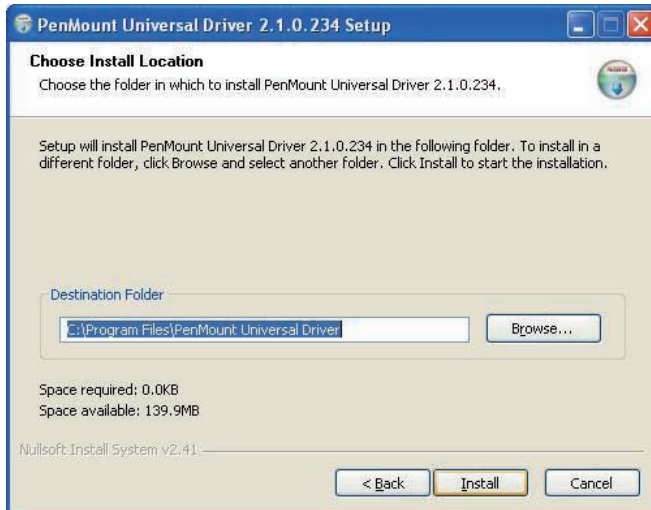 PenMount Universal Driver 2.1.0.234 Setup
Choose Install Location
Choose the folder in which to install PenMount Universal Driver 2.1.0.234.
Setup will install PenMount Universal Driver 2.1.0.234 in the following folder. To install in a
different folder, click Browse and select another folder. Click Install to start the installation.
Destination Folder
C:\Program Files\PenMount Universal Driver
Browse...
Space required: 0.0KB
Space available: 139.9MB
Nullsoft Install System v2.41
< Back
Install
Cancel